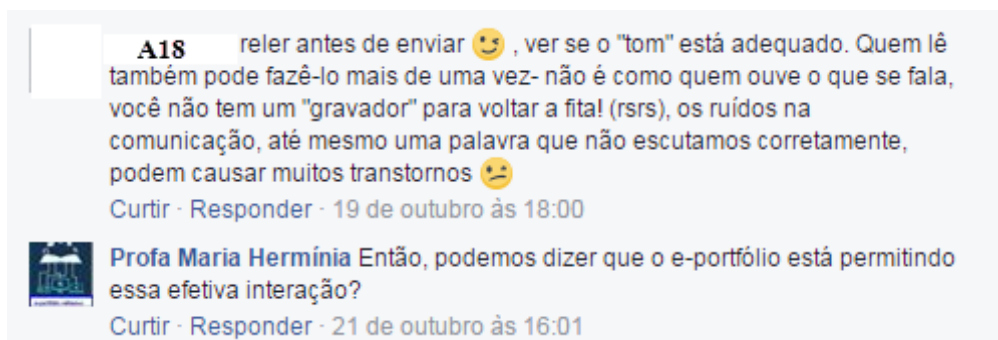 A18 reler antes de enviar 😉 , ver se o "tom" está adequado. Quem lê
também pode fazê-lo mais de uma vez- não é como quem ouve o que se fala,
você não tem um "gravador" para voltar a fita! (rsrs), os ruídos na
comunicação, até mesmo uma palavra que não escutamos corretamente,
podem causar muitos transtornos 🫤
Curtir · Responder · 19 de outubro às 18:00
Profa Maria Hermínia Então, podemos dizer que o e-portfólio está permitindo
essa efetiva interação?
Curtir · Responder · 21 de outubro às 16:01